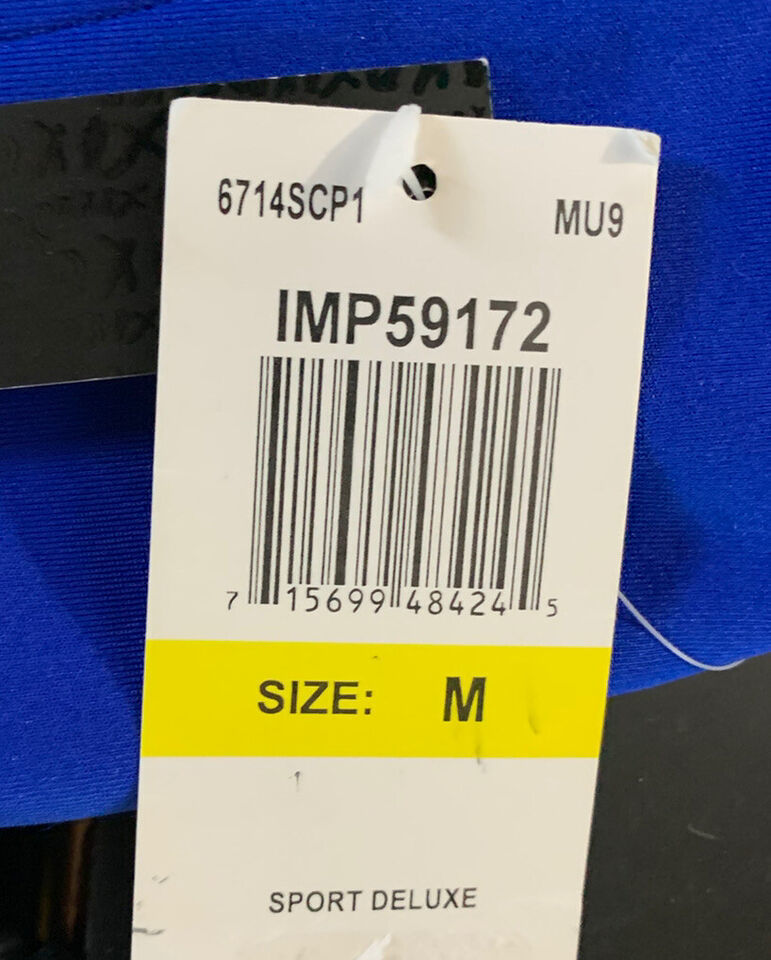 6714SCP1
MU9
IMP59172
7 15699 48424 5
SIZE: M
SPORT DELUXE